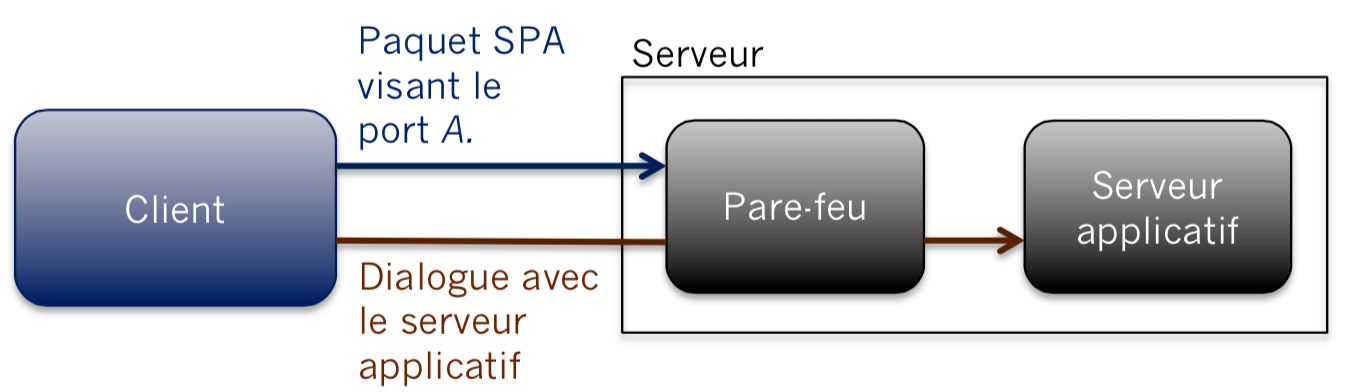 Paquet SPA
visant le
port A.
Serveur
Client
Pare-feu
Serveur
applicatif
Dialogue avec
le serveur
applicatif